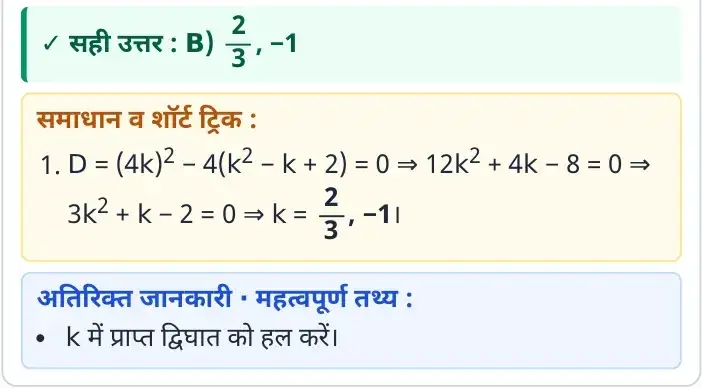 ✓ सही उत्तर : B) 2/3, −1
समाधान व शॉर्ट ट्रिक :
1. D = (4k)² − 4(k² − k + 2) = 0 ⇒ 12k² + 4k − 8 = 0 ⇒
3k² + k − 2 = 0 ⇒ k = 2/3, −1।
अतिरिक्त जानकारी · महत्वपूर्ण तथ्य :
• k में प्राप्त द्विघात को हल करें।